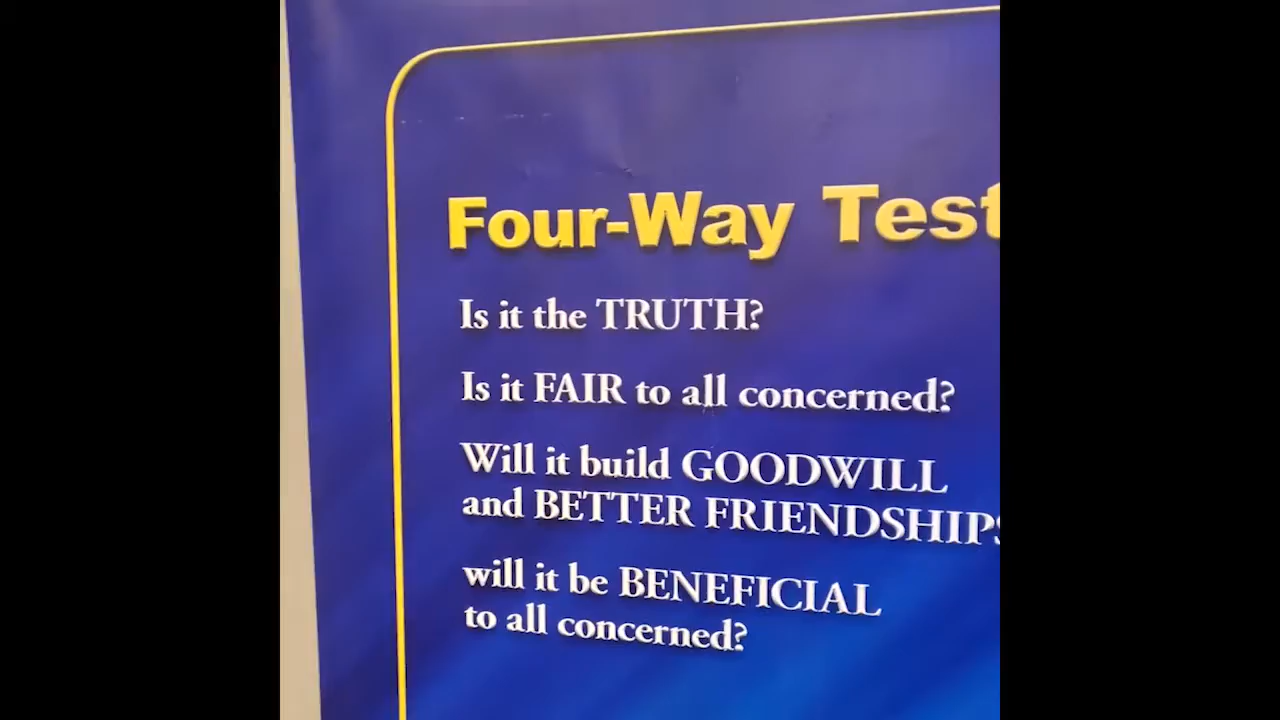 Four-Way Test
Is it the TRUTH?
Is it FAIR to all concerned?
Will it build GOODWILL
and BETTER FRIENDSHIPS
will it be BENEFICIAL
to all concerned?